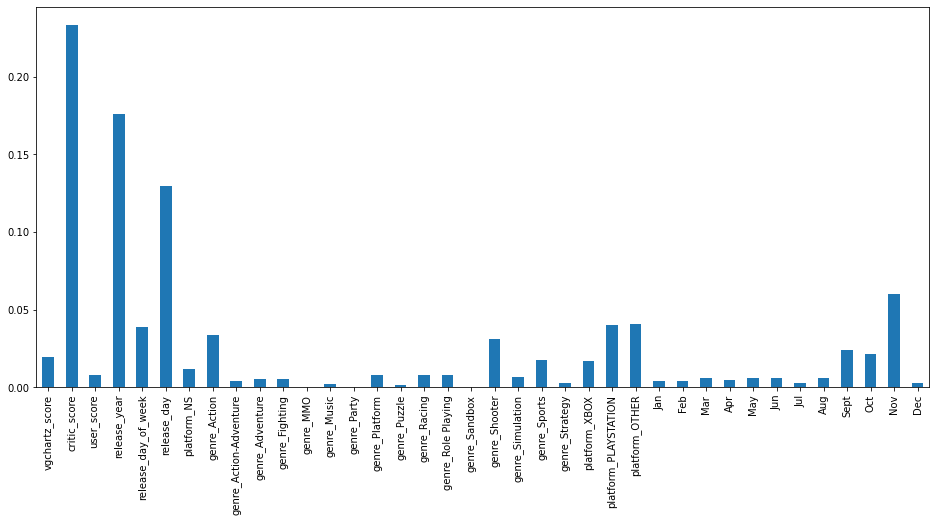 0.20
0.15
0.10
0.05
0.00
vgchartz_score
critic_score
user_score
release_year
release_day_of_week
release_day
platform_NS
genre_Action
genre_Action-Adventure
genre_Adventure
genre_Fighting
genre_MMO
genre_Music
genre_Party
genre_Platform
genre_Puzzle
genre_Racing
genre_Role Playing
genre_Sandbox
genre_Shooter
genre_Simulation
genre_Sports
genre_Strategy
platform_XBOX
platform_PLAYSTATION
platform_OTHER
Jan
Feb
Mar
Apr
May
Jun
Jul
Aug
Sept
Oct
Nov
Dec